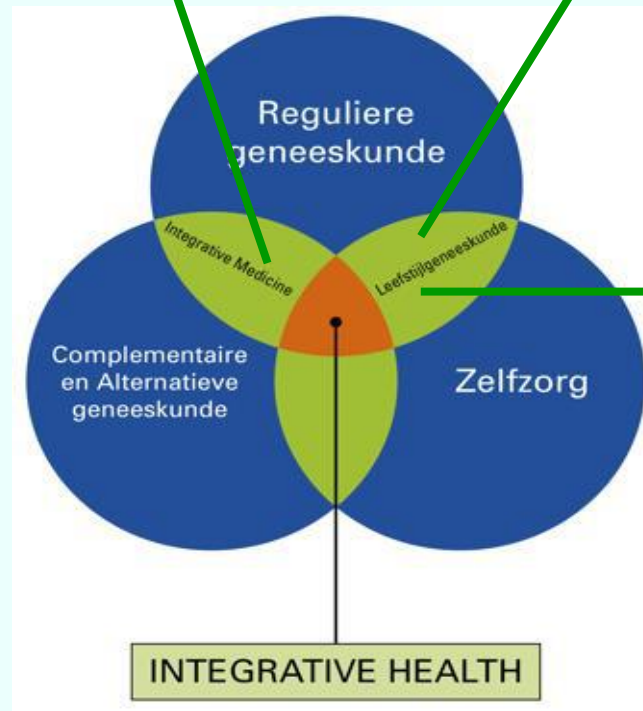 Reguliere
geneeskunde
Integrative Medicine
Leefstijlgeneeskunde
Complementaire
en Alternatieve
geneeskunde
Zelfzorg
INTEGRATIVE HEALTH